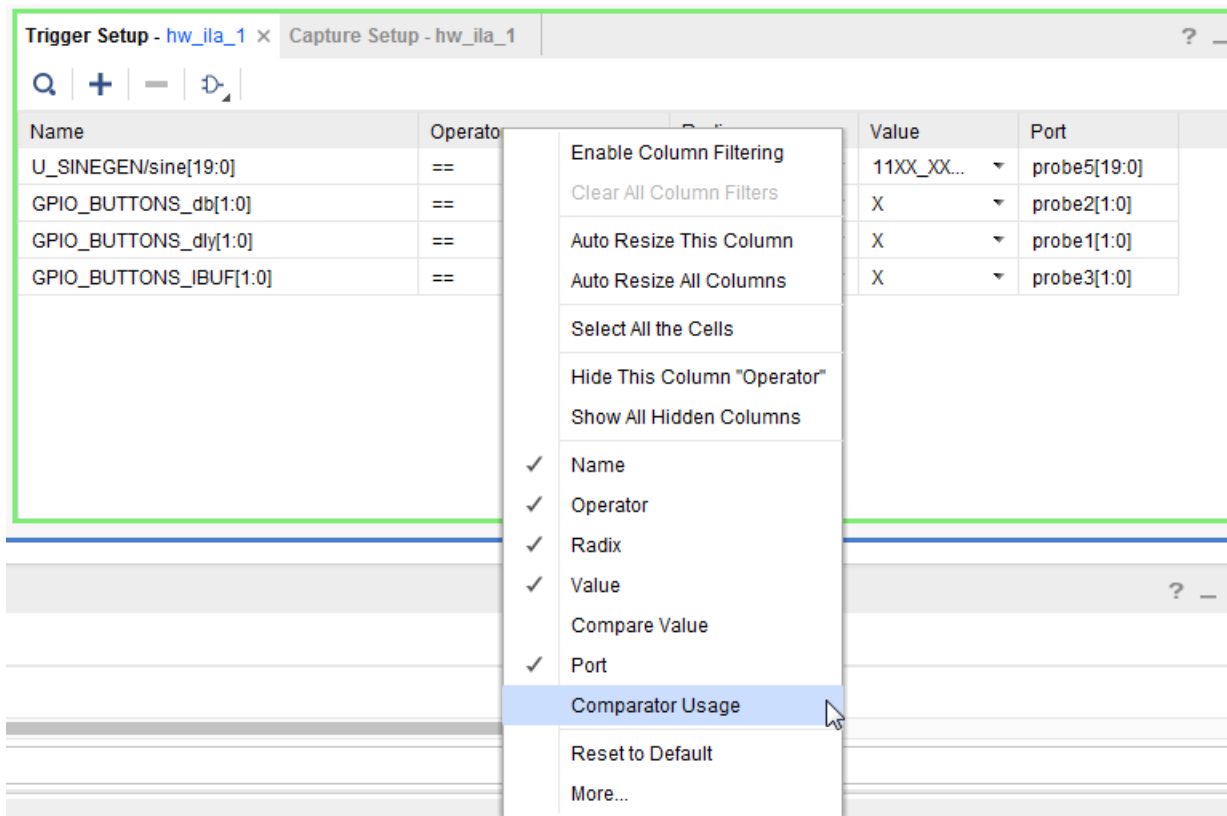 Trigger Setup - hw_ila_1 × Capture Setup - hw_ila_1 ? _
Name Value Port
U_SINEGEN/sine[19:0] == 11XX_XX... probe5[19:0]
GPIO_BUTTONS_db[1:0] == X probe2[1:0]
GPIO_BUTTONS_dly[1:0] == X probe1[1:0]
GPIO_BUTTONS_IBUF[1:0] == X probe3[1:0]
Enable Column Filtering
Clear All Column Filters
Auto Resize This Column
Auto Resize All Columns
Select All the Cells
Hide This Column "Operator"
Show All Hidden Columns
Name
Operator
Radix
Value
Compare Value
Port
Comparator Usage
Reset to Default
More...
? _